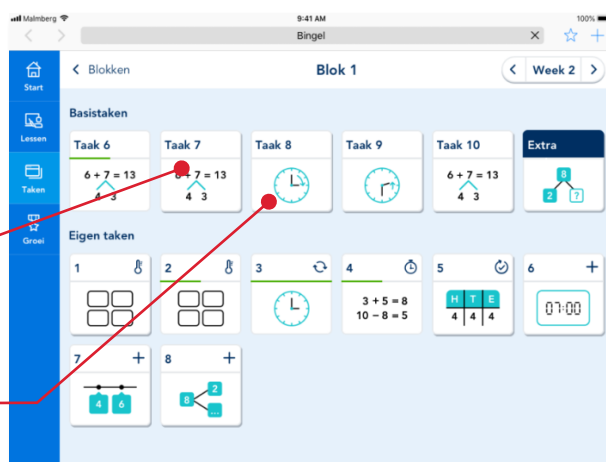 Malmberg 9:41 AM 100%
Bingel
Start
Lessen
Taken
Groei
Blokken Blok 1 Week 2
Basistaken
Taak 6 Taak 7 Taak 8 Taak 9 Taak 10 Extra
6 + 7 = 13 6 + 7 = 13 6 + 7 = 13 8
4 3 4 3 4 3 2 ?
Eigen taken
1 2 3 4 5 6 +
3 + 5 = 8 H T E 07:00
10 − 8 = 5 4 4 4
7 + 8 +
4 6 8 2
...